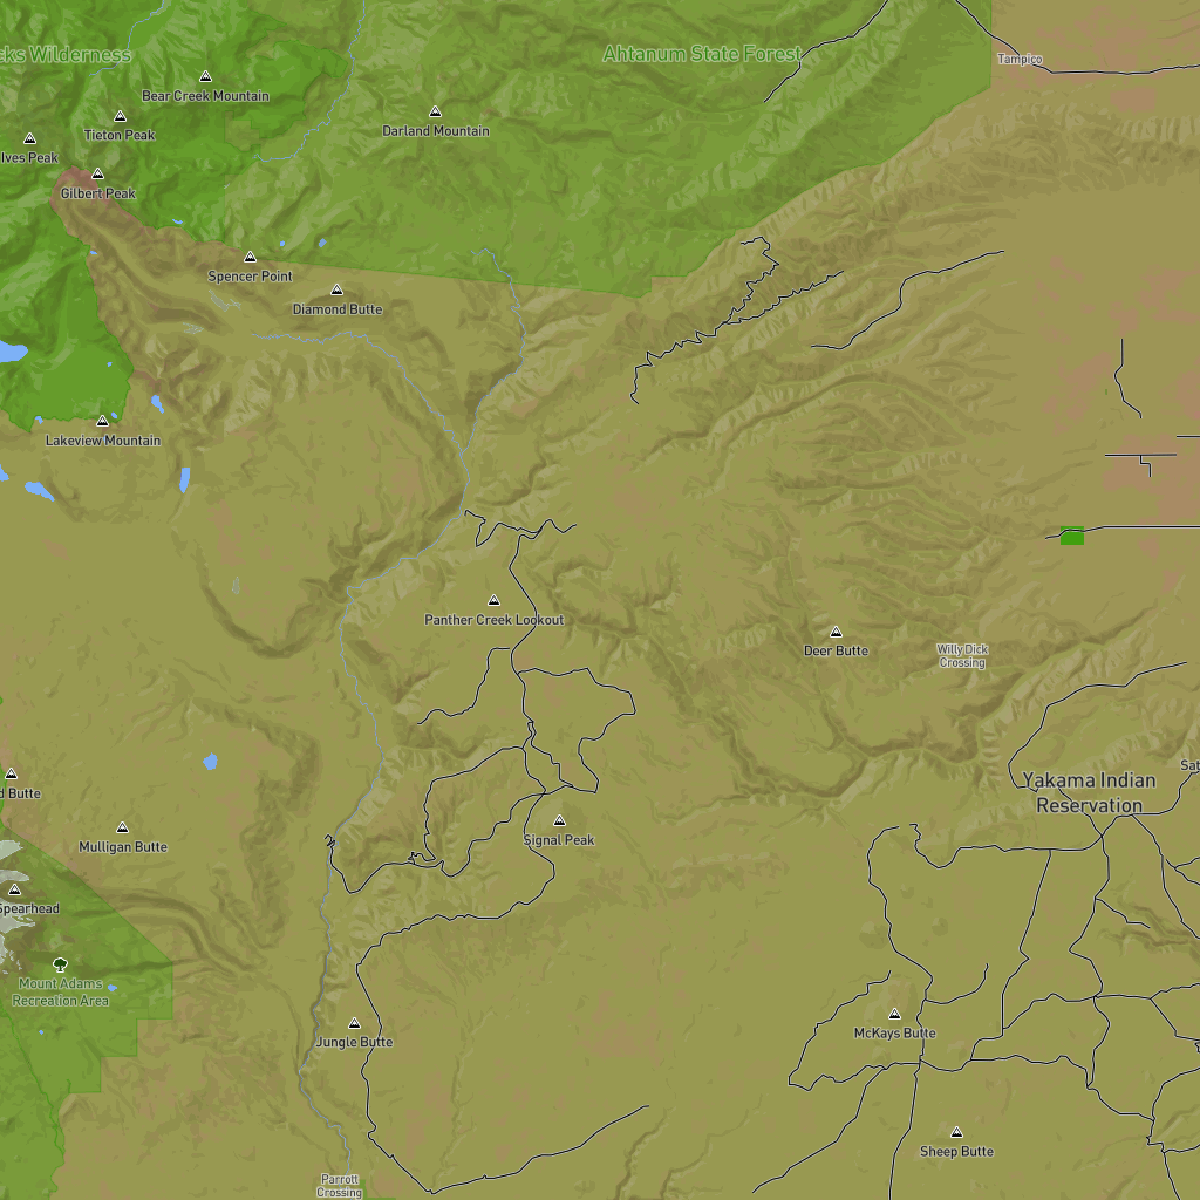 cks Wilderness
Ahtanum State Forest
Tampico
Bear Creek Mountain
Tieton Peak
Darland Mountain
Ives Peak
Gilbert Peak
Spencer Point
Diamond Butte
Lakeview Mountain
Panther Creek Lookout
Deer Butte
Willy Dick
Crossing
Yakama Indian
Reservation
Sat
d Butte
Mulligan Butte
Signal Peak
Spearhead
Mount Adams
Recreation Area
Jungle Butte
McKays Butte
Sheep Butte
Parrott
Crossing